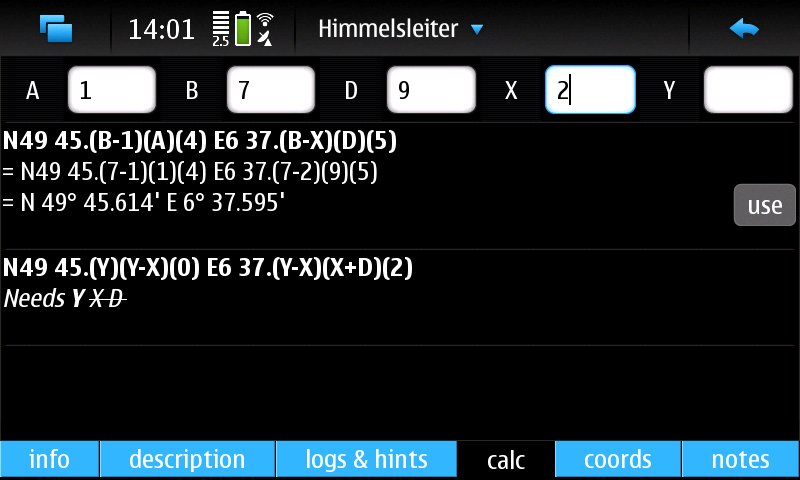 14:01 2.5 Himmelsleiter
A 1 B 7 D 9 X 2 Y
N49 45.(B-1)(A)(4) E6 37.(B-X)(D)(5)
= N49 45.(7-1)(1)(4) E6 37.(7-2)(9)(5)
= N 49° 45.614' E 6° 37.595'
use
N49 45.(Y)(Y-X)(0) E6 37.(Y-X)(X+D)(2)
Needs Y X D
info description logs & hints calc coords notes